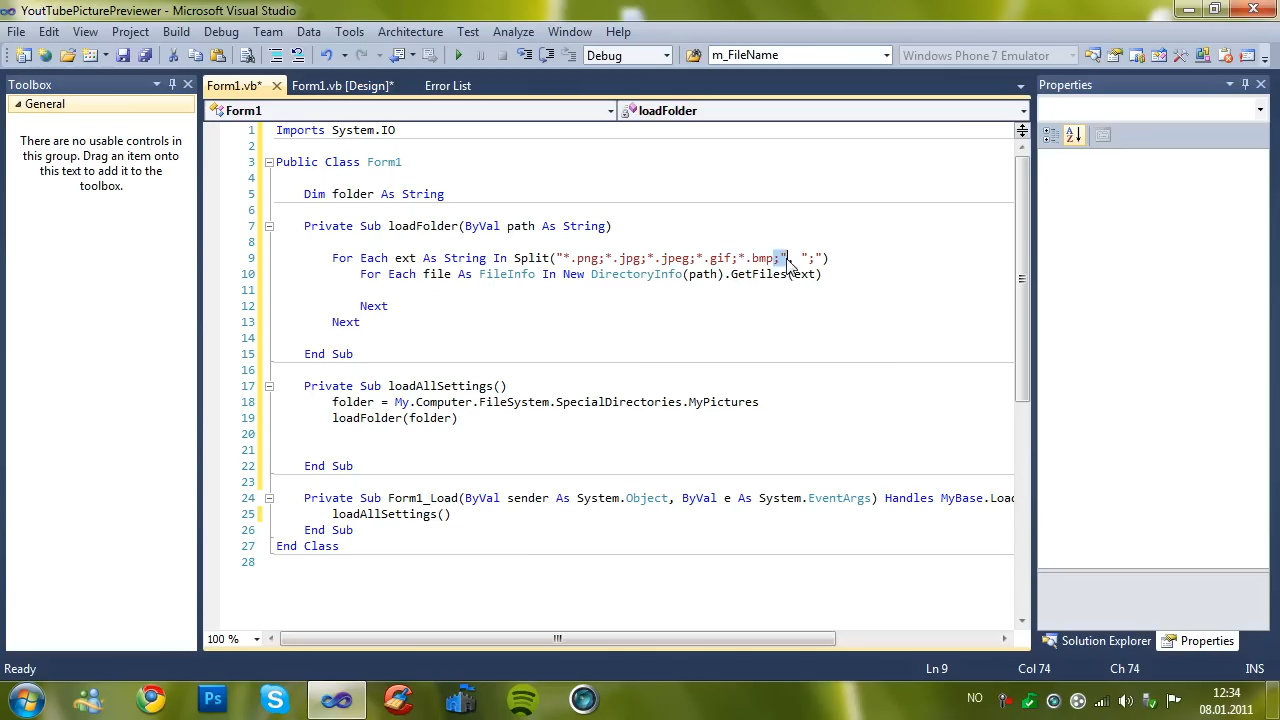 YoutTubePicturePreviewer - Microsoft Visual Studio
File Edit View Project Build Debug Team Data Tools Architecture Test Analyze Window Help
Debug m_FileName Windows Phone 7 Emulator
Toolbox
General
There are no usable controls in
this group. Drag an item onto
this text to add it to the
toolbox.
Form1.vb* Form1.vb [Design]* Error List
Form1 loadFolder
1 Imports System.IO
2
3 Public Class Form1
4
5 Dim folder As String
6
7 Private Sub loadFolder(ByVal path As String)
8
9 For Each ext As String In Split("*.png;*.jpg;*.jpeg;*.gif;*.bmp;", ";")
10 For Each file As FileInfo In New DirectoryInfo(path).GetFiles(ext)
11
12 Next
13 Next
14
15 End Sub
16
17 Private Sub loadAllSettings()
18 folder = My.Computer.FileSystem.SpecialDirectories.MyPictures
19 loadFolder(folder)
20
21
22 End Sub
23
24 Private Sub Form1_Load(ByVal sender As System.Object, ByVal e As System.EventArgs) Handles MyBase.Load
25 loadAllSettings()
26 End Sub
27 End Class
28
100 %
Properties
Solution Explorer Properties
Ready Ln 9 Col 74 Ch 74 INS
Ps NO 12:34
08.01.2011